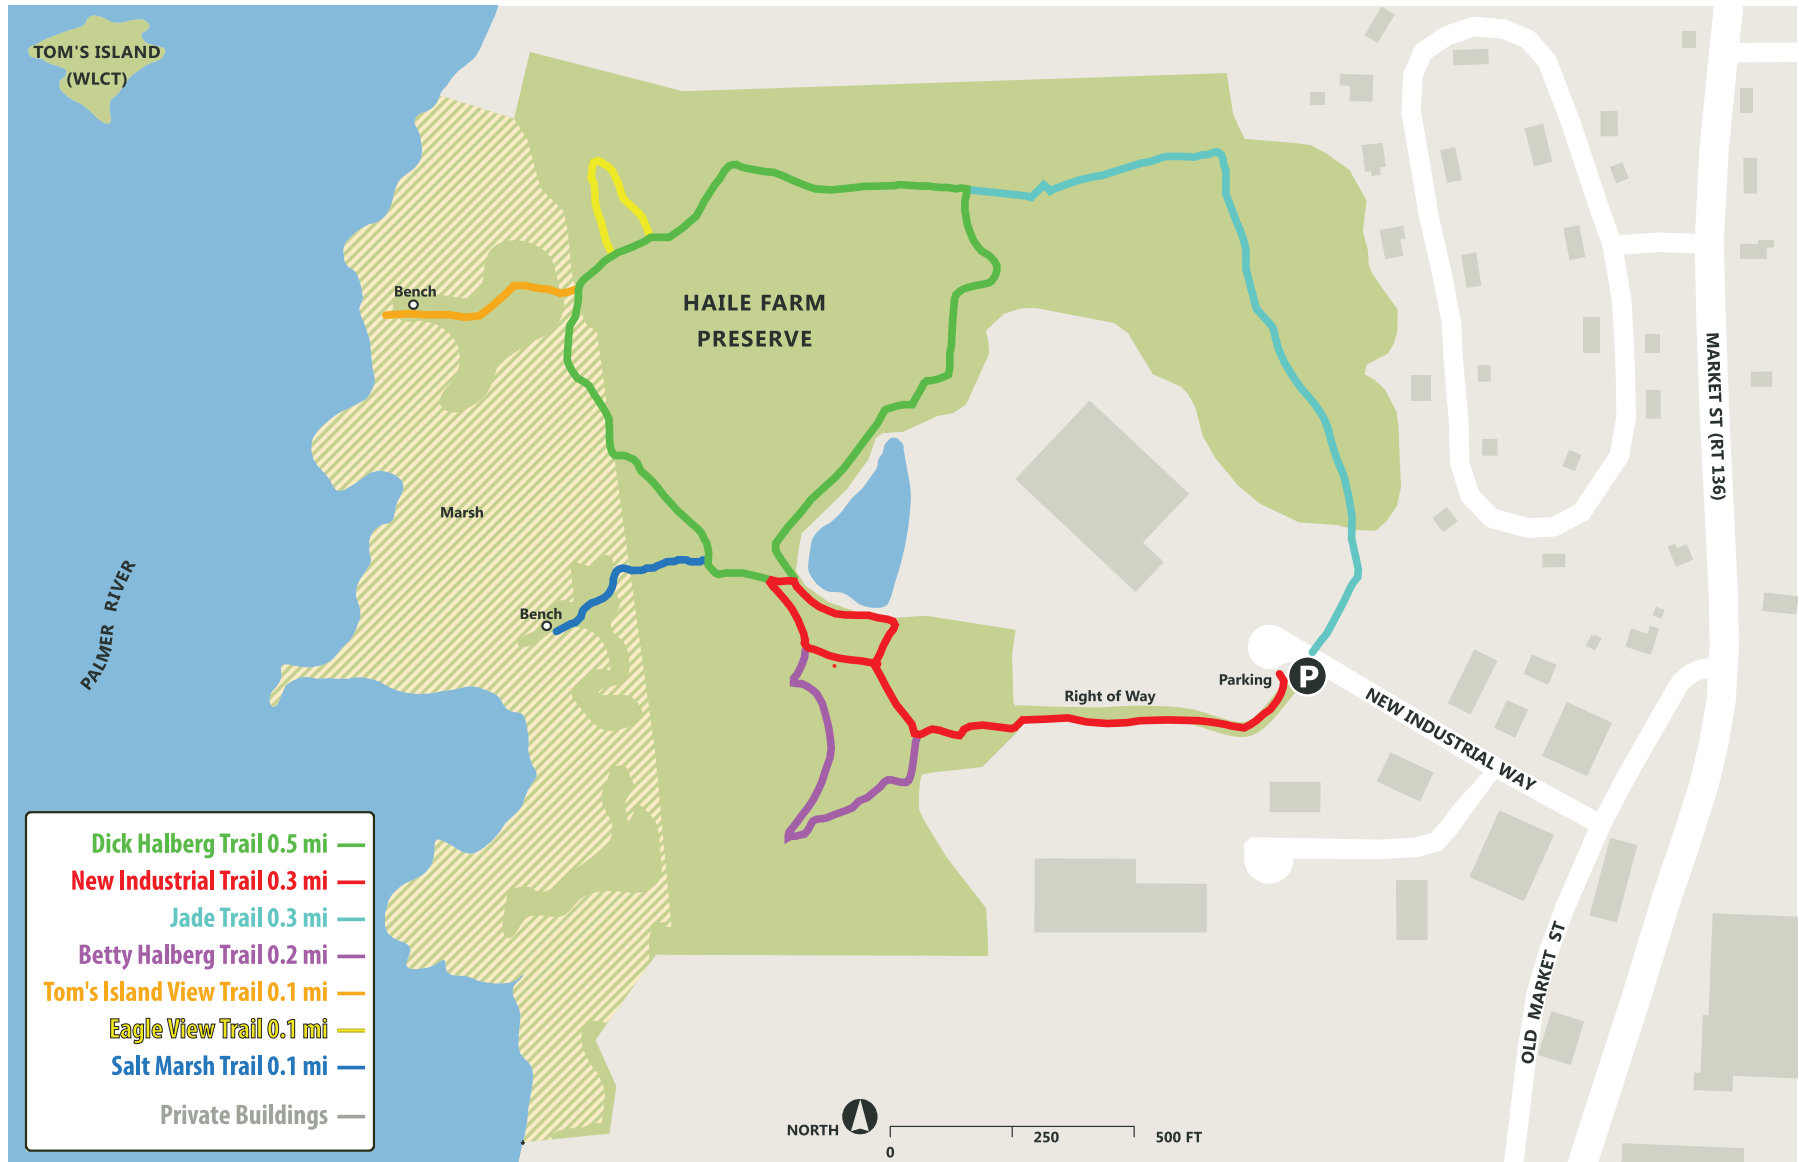 TOM'S ISLAND
(WLCT)
Bench
HAILE FARM
PRESERVE
MARKET ST (RT 136)
Marsh
PALMER RIVER
Bench
Parking
P
Right of Way
NEW INDUSTRIAL WAY
OLD MARKET ST
Dick Halberg Trail 0.5 mi
New Industrial Trail 0.3 mi
Jade Trail 0.3 mi
Betty Halberg Trail 0.2 mi
Tom's Island View Trail 0.1 mi
Eagle View Trail 0.1 mi
Salt Marsh Trail 0.1 mi
Private Buildings
NORTH
0
250
500 FT